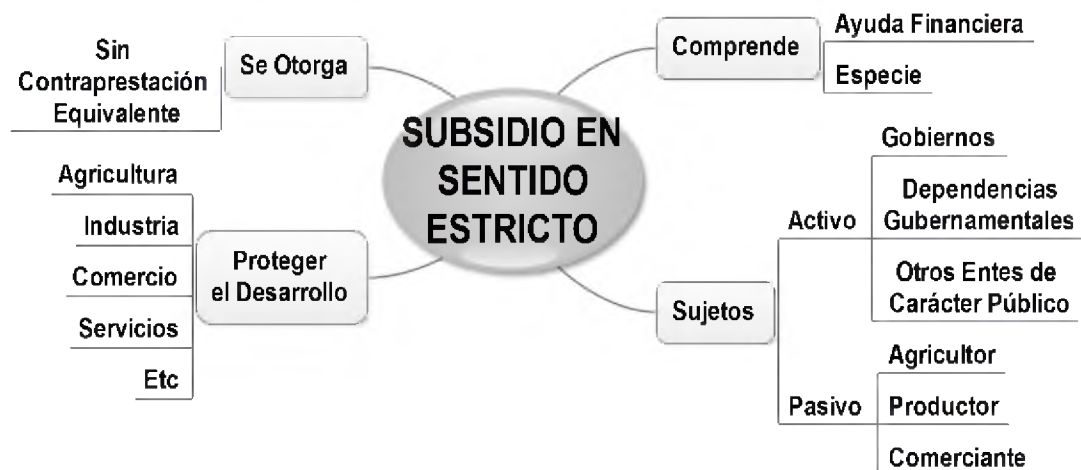 SUBSIDIO EN
SENTIDO
ESTRICTO
Se Otorga
Sin
Contraprestación
Equivalente
Proteger
el Desarrollo
Agricultura
Industria
Comercio
Servicios
Etc
Comprende
Ayuda Financiera
Especie
Sujetos
Activo
Gobiernos
Dependencias
Gubernamentales
Otros Entes de
Carácter Público
Pasivo
Agricultor
Productor
Comerciante